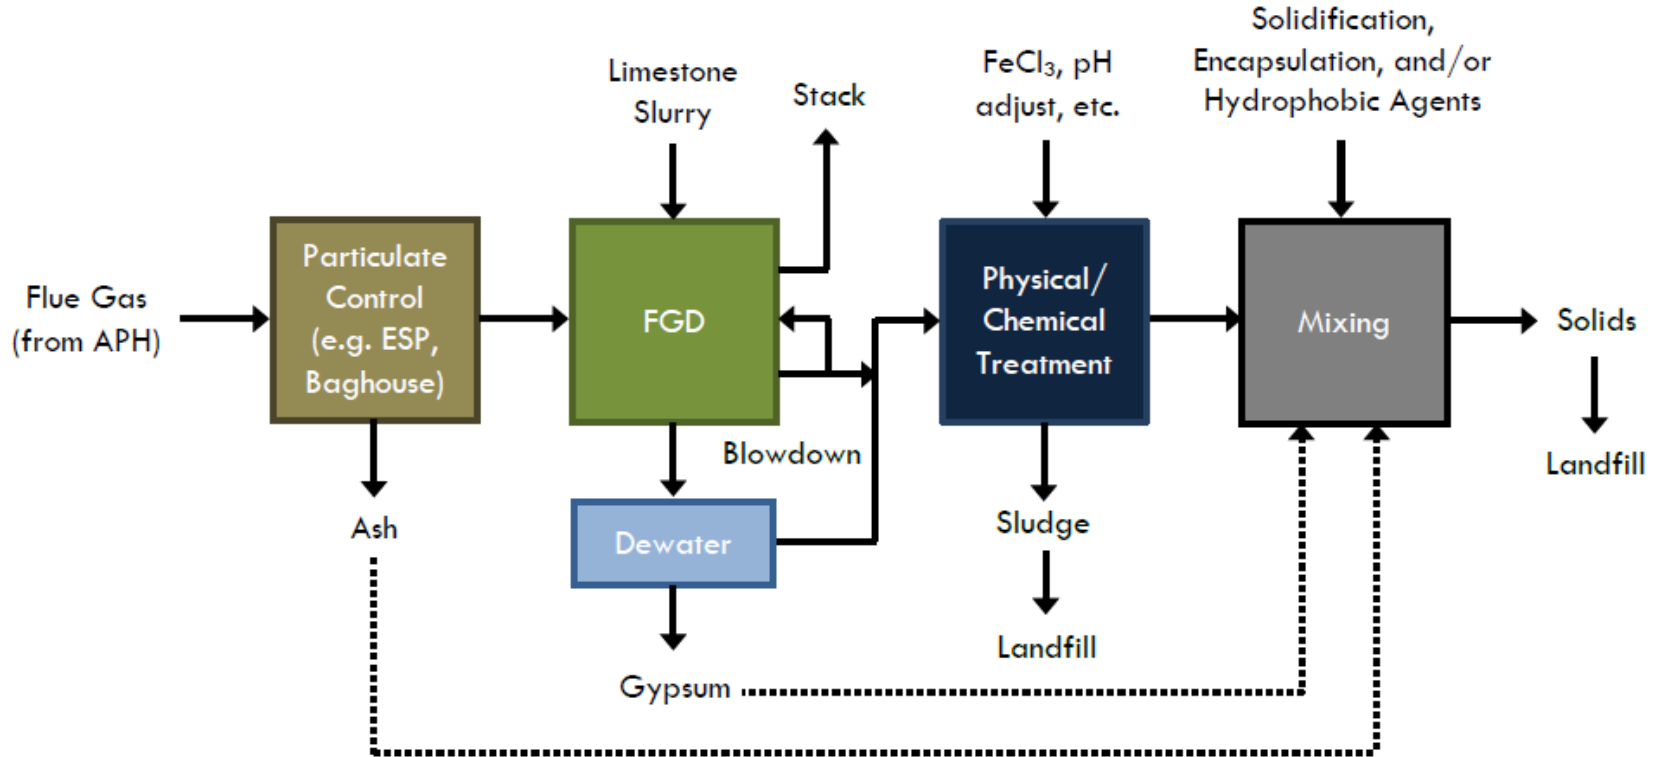 Solidification,
Encapsulation, and/or
Hydrophobic Agents
FeCl₃, pH
adjust, etc.
Limestone
Slurry
Stack
Flue Gas
(from APH)
Particulate
Control
(e.g. ESP,
Baghouse)
FGD
Physical/
Chemical
Treatment
Mixing
Solids
Blowdown
Landfill
Ash
Dewater
Sludge
Landfill
Gypsum